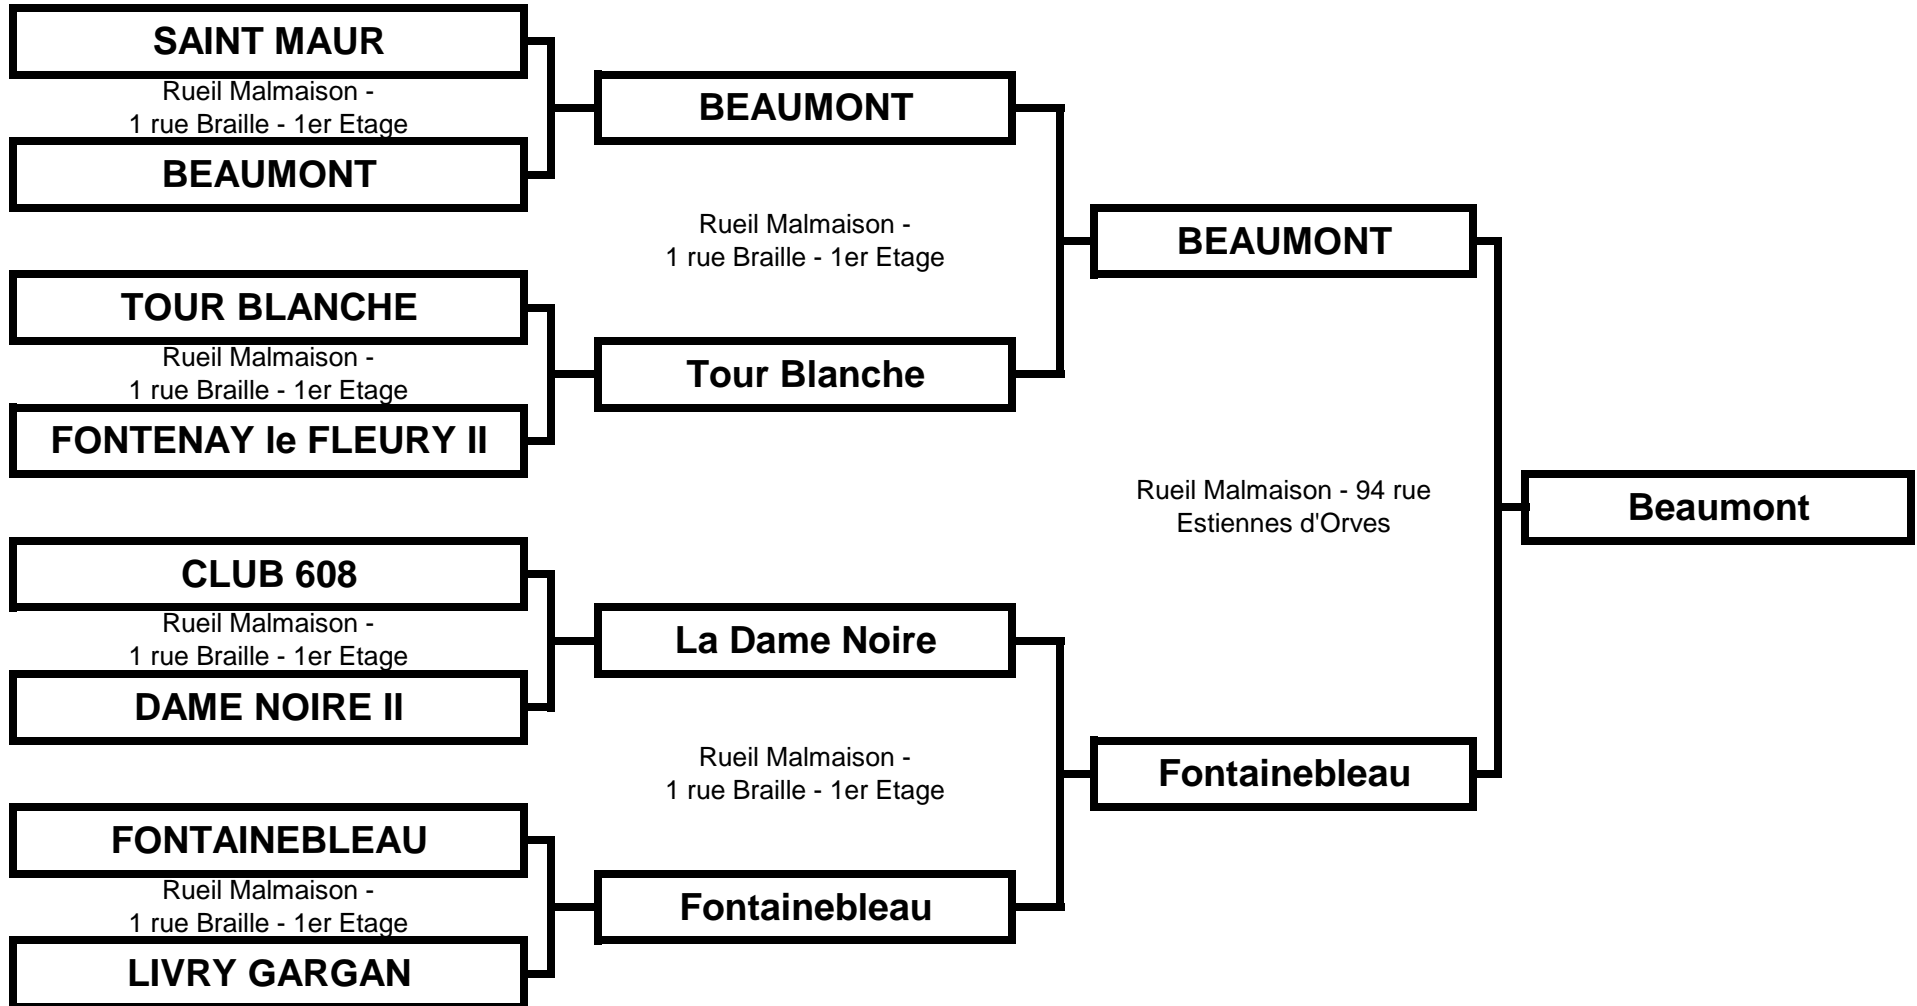 SAINT MAUR
Rueil Malmaison -
1 rue Braille - 1er Etage
BEAUMONT
TOUR BLANCHE
Rueil Malmaison -
1 rue Braille - 1er Etage
FONTENAY le FLEURY II
CLUB 608
Rueil Malmaison -
1 rue Braille - 1er Etage
DAME NOIRE II
FONTAINEBLEAU
Rueil Malmaison -
1 rue Braille - 1er Etage
LIVRY GARGAN
BEAUMONT
Rueil Malmaison -
1 rue Braille - 1er Etage
Tour Blanche
La Dame Noire
Rueil Malmaison -
1 rue Braille - 1er Etage
Fontainebleau
BEAUMONT
Rueil Malmaison - 94 rue
Estiennes d'Orves
Fontainebleau
Beaumont